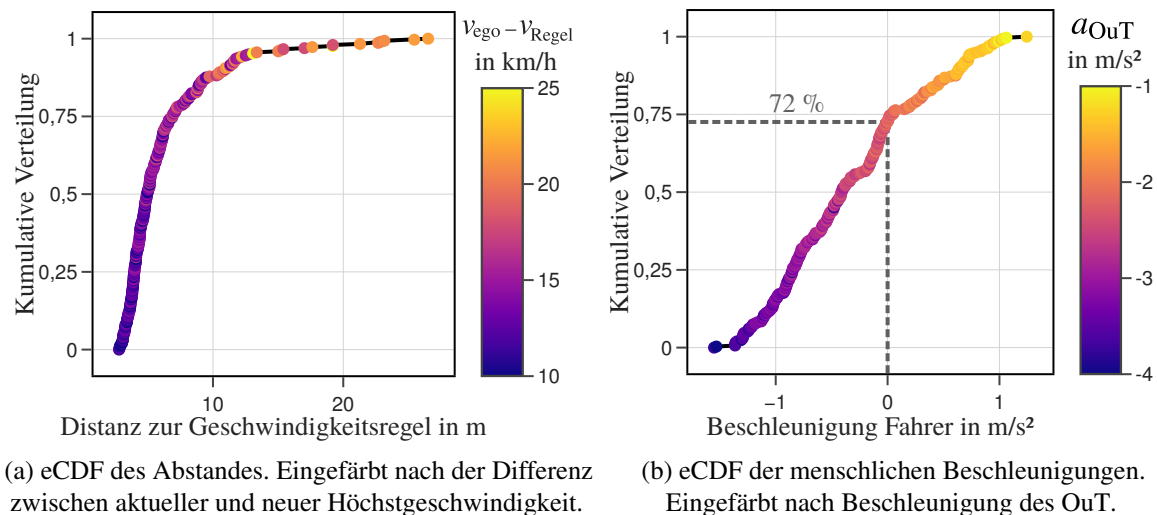 v_ego – v_Regel
in km/h
Kumulative Verteilung
1
0,75
0,5
0,25
0
10
20
25
20
15
10
Distanz zur Geschwindigkeitsregel in m
(a) eCDF des Abstandes. Eingefärbt nach der Differenz
zwischen aktueller und neuer Höchstgeschwindigkeit.
a_OuT
in m/s²
Kumulative Verteilung
1
0,75
0,5
0,25
0
72 %
−1
0
1
-1
-2
-3
-4
Beschleunigung Fahrer in m/s²
(b) eCDF der menschlichen Beschleunigungen.
Eingefärbt nach Beschleunigung des OuT.